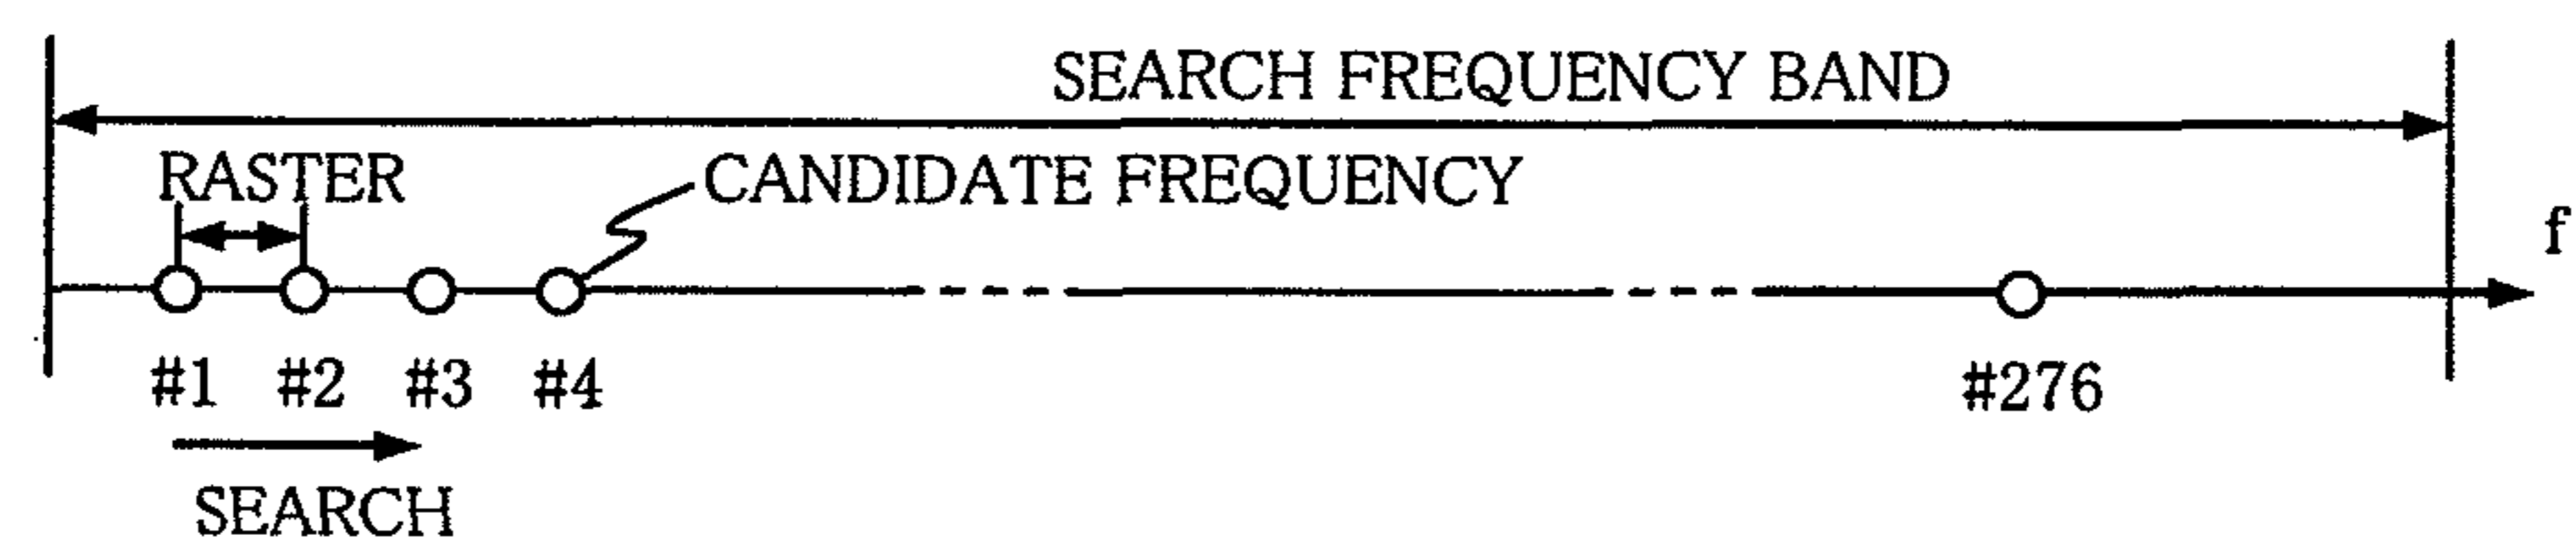 SEARCH FREQUENCY BAND
RASTER
CANDIDATE FREQUENCY
f
#1 #2 #3 #4 #276
SEARCH